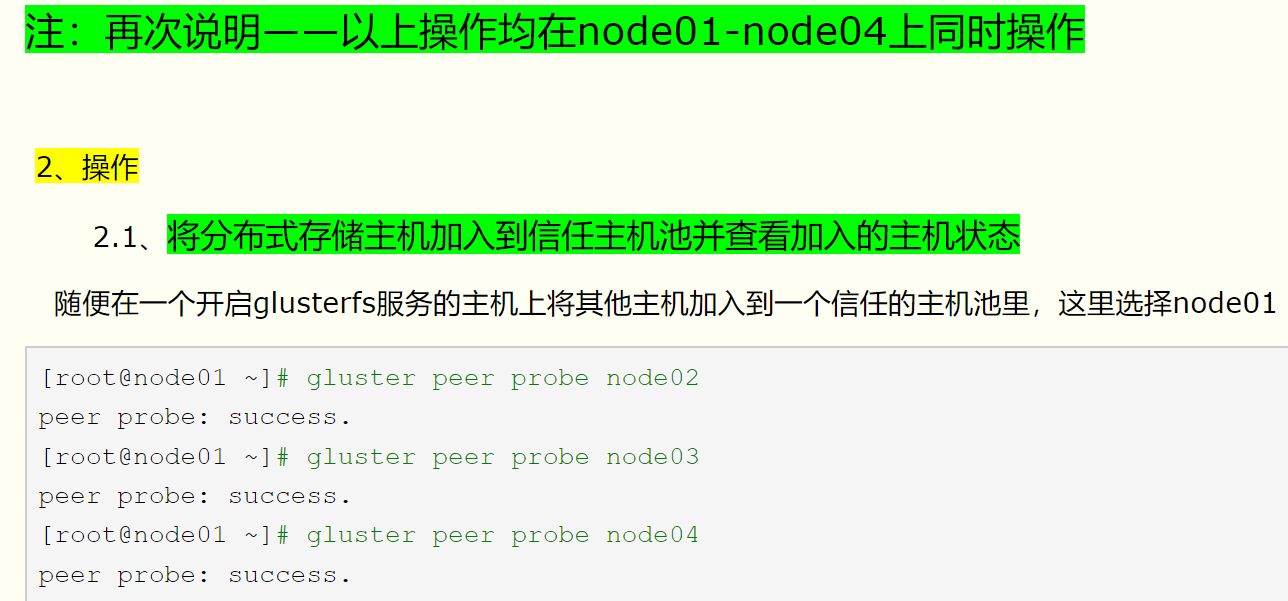 注：再次说明——以上操作均在node01-node04上同时操作
2、操作
2.1、将分布式存储主机加入到信任主机池并查看加入的主机状态
随便在一个开启glusterfs服务的主机上将其他主机加入到一个信任的主机池里，这里选择node01
[root@node01 ~]# gluster peer probe node02
peer probe: success.
[root@node01 ~]# gluster peer probe node03
peer probe: success.
[root@node01 ~]# gluster peer probe node04
peer probe: success.